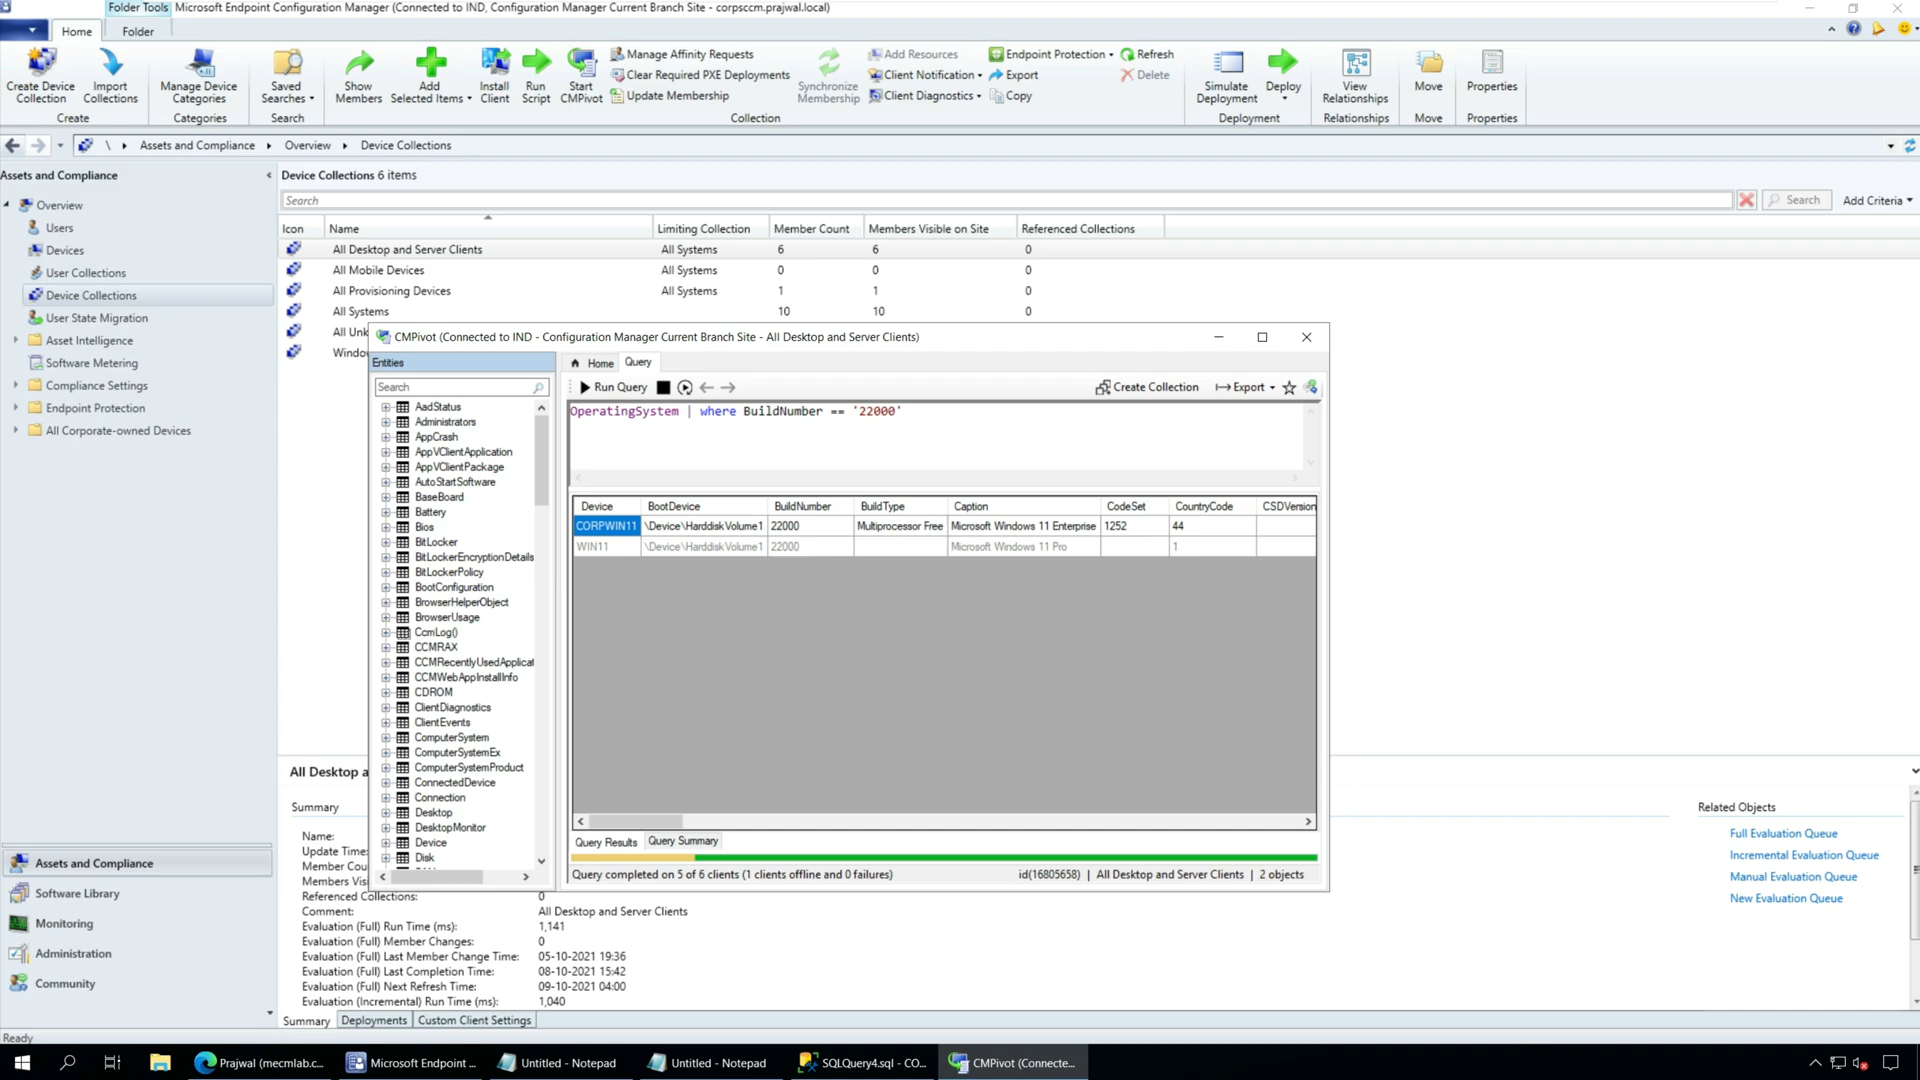 Folder Tools Microsoft Endpoint Configuration Manager (Connected to IND, Configuration Manager Current Branch Site - corpsccm.prajwal.local)
Home Folder
Create Device Collection
Import Collections
Create
Manage Device Categories
Categories
Saved Searches
Search
Show Members
Add Selected Items
Install Client
Run Script
Start CMPivot
Manage Affinity Requests
Clear Required PXE Deployments
Update Membership
Synchronize Membership
Add Resources
Client Notification
Client Diagnostics
Endpoint Protection
Export
Copy
Refresh
Delete
Collection
Simulate Deployment
Deploy
Deployment
View Relationships
Relationships
Move
Move
Properties
Properties
\ Assets and Compliance Overview Device Collections
Assets and Compliance
Overview
Users
Devices
User Collections
Device Collections
User State Migration
Asset Intelligence
Software Metering
Compliance Settings
Endpoint Protection
All Corporate-owned Devices
Assets and Compliance
Software Library
Monitoring
Administration
Community
Device Collections 6 items
Search Search Add Criteria
Icon Name Limiting Collection Member Count Members Visible on Site Referenced Collections
All Desktop and Server Clients All Systems 6 6 0
All Mobile Devices All Systems 0 0 0
All Provisioning Devices All Systems 1 1 0
All Systems 10 10 0
All Unk
Windo
CMPivot (Connected to IND - Configuration Manager Current Branch Site - All Desktop and Server Clients)
Entities
Search
AadStatus
Administrators
AppCrash
AppVClientApplication
AppVClientPackage
AutoStartSoftware
BaseBoard
Battery
Bios
BitLocker
BitLockerEncryptionDetails
BitLockerPolicy
BootConfiguration
BrowserHelperObject
BrowserUsage
CcmLog()
CCMRAX
CCMRecentlyUsedApplicat
CCMWebAppInstallInfo
CDROM
ClientDiagnostics
ClientEvents
ComputerSystem
ComputerSystemEx
ComputerSystemProduct
ConnectedDevice
Connection
Desktop
DesktopMonitor
Device
Disk
Home Query
Run Query Create Collection Export
OperatingSystem | where BuildNumber == '22000'
Device BootDevice BuildNumber BuildType Caption CodeSet CountryCode CSDVersion
CORPWIN11 \Device\HarddiskVolume1 22000 Multiprocessor Free Microsoft Windows 11 Enterprise 1252 44
WIN11 \Device\HarddiskVolume1 22000 Microsoft Windows 11 Pro 1
Query Results Query Summary
Query completed on 5 of 6 clients (1 clients offline and 0 failures) id(16805658) | All Desktop and Server Clients | 2 objects
All Desktop a
Summary
Name:
Update Time:
Member Cou
Members Visi
Referenced Collections: 0
Comment: All Desktop and Server Clients
Evaluation (Full) Run Time (ms): 1,141
Evaluation (Full) Member Changes: 0
Evaluation (Full) Last Member Change Time: 05-10-2021 19:36
Evaluation (Full) Last Completion Time: 08-10-2021 15:42
Evaluation (Full) Next Refresh Time: 09-10-2021 04:00
Evaluation (Incremental) Run Time (ms): 1,040
Related Objects
Full Evaluation Queue
Incremental Evaluation Queue
Manual Evaluation Queue
New Evaluation Queue
Summary Deployments Custom Client Settings
Ready
Prajwal (mecmlab.c... Microsoft Endpoint ... Untitled - Notepad Untitled - Notepad SQLQuery4.sql - CO... CMPivot (Connecte...